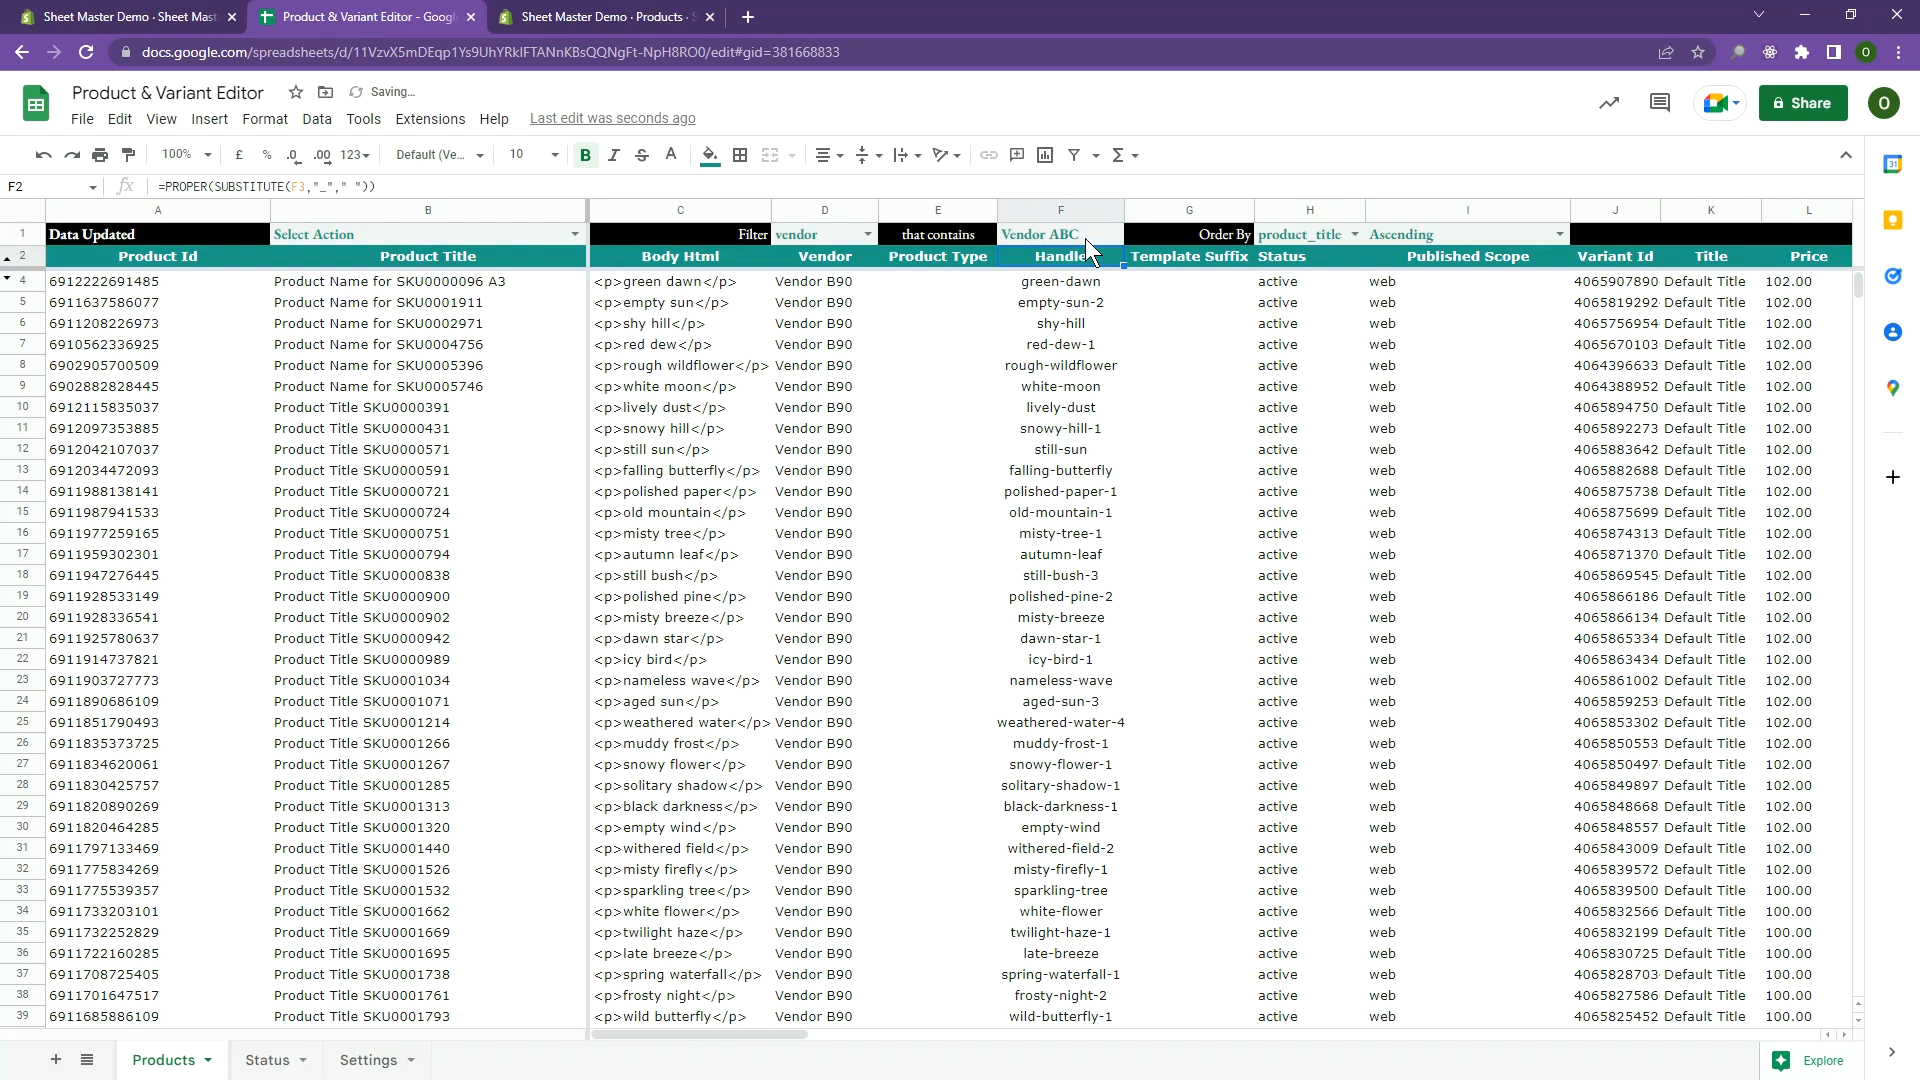 Sheet Master Demo · Sheet Mast
Product & Variant Editor - Googl
Sheet Master Demo · Products ·
docs.google.com/spreadsheets/d/11VzvX5mDEqp1Ys9UhYRkIFTANnKBsQQNgFt-NpH8RO0/edit#gid=381668833
O
Product & Variant Editor
Saving...
File Edit View Insert Format Data Tools Extensions Help Last edit was seconds ago
Share
O
100% £ % .0 .00 123 Default (Ve... 10 B I S A
31
F2 fx =PROPER(SUBSTITUTE(F3,"_"," "))
A B C D E F G H I J K L
1 Data Updated Select Action Filter vendor that contains Vendor ABC Order By product_title Ascending
2 Product Id Product Title Body Html Vendor Product Type Handle Template Suffix Status Published Scope Variant Id Title Price
4 6912222691485 Product Name for SKU0000096 A3 <p>green dawn</p> Vendor B90 green-dawn active web 4065907890 Default Title 102.00
5 6911637586077 Product Name for SKU0001911 <p>empty sun</p> Vendor B90 empty-sun-2 active web 4065819292 Default Title 102.00
6 6911208226973 Product Name for SKU0002971 <p>shy hill</p> Vendor B90 shy-hill active web 4065756954 Default Title 102.00
7 6910562336925 Product Name for SKU0004756 <p>red dew</p> Vendor B90 red-dew-1 active web 4065670103 Default Title 102.00
8 6902905700509 Product Name for SKU0005396 <p>rough wildflower</p> Vendor B90 rough-wildflower active web 4064396633 Default Title 102.00
9 6902882828445 Product Name for SKU0005746 <p>white moon</p> Vendor B90 white-moon active web 4064388952 Default Title 102.00
10 6912115835037 Product Title SKU0000391 <p>lively dust</p> Vendor B90 lively-dust active web 4065894750 Default Title 102.00
11 6912097353885 Product Title SKU0000431 <p>snowy hill</p> Vendor B90 snowy-hill-1 active web 4065892273 Default Title 102.00
12 6912042107037 Product Title SKU0000571 <p>still sun</p> Vendor B90 still-sun active web 4065883642 Default Title 102.00
13 6912034472093 Product Title SKU0000591 <p>falling butterfly</p> Vendor B90 falling-butterfly active web 4065882688 Default Title 102.00
14 6911988138141 Product Title SKU0000721 <p>polished paper</p> Vendor B90 polished-paper-1 active web 4065875738 Default Title 102.00
15 6911987941533 Product Title SKU0000724 <p>old mountain</p> Vendor B90 old-mountain-1 active web 4065875699 Default Title 102.00
16 6911977259165 Product Title SKU0000751 <p>misty tree</p> Vendor B90 misty-tree-1 active web 4065874313 Default Title 102.00
17 6911959302301 Product Title SKU0000794 <p>autumn leaf</p> Vendor B90 autumn-leaf active web 4065871370 Default Title 102.00
18 6911947276445 Product Title SKU0000838 <p>still bush</p> Vendor B90 still-bush-3 active web 4065869545 Default Title 102.00
19 6911928533149 Product Title SKU0000900 <p>polished pine</p> Vendor B90 polished-pine-2 active web 4065866186 Default Title 102.00
20 6911928336541 Product Title SKU0000902 <p>misty breeze</p> Vendor B90 misty-breeze active web 4065866134 Default Title 102.00
21 6911925780637 Product Title SKU0000942 <p>dawn star</p> Vendor B90 dawn-star-1 active web 4065865334 Default Title 102.00
22 6911914737821 Product Title SKU0000989 <p>icy bird</p> Vendor B90 icy-bird-1 active web 4065863434 Default Title 102.00
23 6911903727773 Product Title SKU0001034 <p>nameless wave</p> Vendor B90 nameless-wave active web 4065861002 Default Title 102.00
24 6911890686109 Product Title SKU0001071 <p>aged sun</p> Vendor B90 aged-sun-3 active web 4065859253 Default Title 102.00
25 6911851790493 Product Title SKU0001214 <p>weathered water</p> Vendor B90 weathered-water-4 active web 4065853302 Default Title 102.00
26 6911835373725 Product Title SKU0001266 <p>muddy frost</p> Vendor B90 muddy-frost-1 active web 4065850553 Default Title 102.00
27 6911834620061 Product Title SKU0001267 <p>snowy flower</p> Vendor B90 snowy-flower-1 active web 4065850497 Default Title 102.00
28 6911830425757 Product Title SKU0001285 <p>solitary shadow</p> Vendor B90 solitary-shadow-1 active web 4065849897 Default Title 102.00
29 6911820890269 Product Title SKU0001313 <p>black darkness</p> Vendor B90 black-darkness-1 active web 4065848668 Default Title 102.00
30 6911820464285 Product Title SKU0001320 <p>empty wind</p> Vendor B90 empty-wind active web 4065848557 Default Title 102.00
31 6911797133469 Product Title SKU0001440 <p>withered field</p> Vendor B90 withered-field-2 active web 4065843009 Default Title 102.00
32 6911775834269 Product Title SKU0001526 <p>misty firefly</p> Vendor B90 misty-firefly-1 active web 4065839572 Default Title 102.00
33 6911775539357 Product Title SKU0001532 <p>sparkling tree</p> Vendor B90 sparkling-tree active web 4065839500 Default Title 100.00
34 6911733203101 Product Title SKU0001662 <p>white flower</p> Vendor B90 white-flower active web 4065832566 Default Title 100.00
35 6911732252829 Product Title SKU0001669 <p>twilight haze</p> Vendor B90 twilight-haze-1 active web 4065832199 Default Title 100.00
36 6911722160285 Product Title SKU0001695 <p>late breeze</p> Vendor B90 late-breeze active web 4065830725 Default Title 100.00
37 6911708725405 Product Title SKU0001738 <p>spring waterfall</p> Vendor B90 spring-waterfall-1 active web 4065828703 Default Title 100.00
38 6911701647517 Product Title SKU0001761 <p>frosty night</p> Vendor B90 frosty-night-2 active web 4065827586 Default Title 100.00
39 6911685886109 Product Title SKU0001793 <p>wild butterfly</p> Vendor B90 wild-butterfly-1 active web 4065825452 Default Title 100.00
Products Status Settings Explore